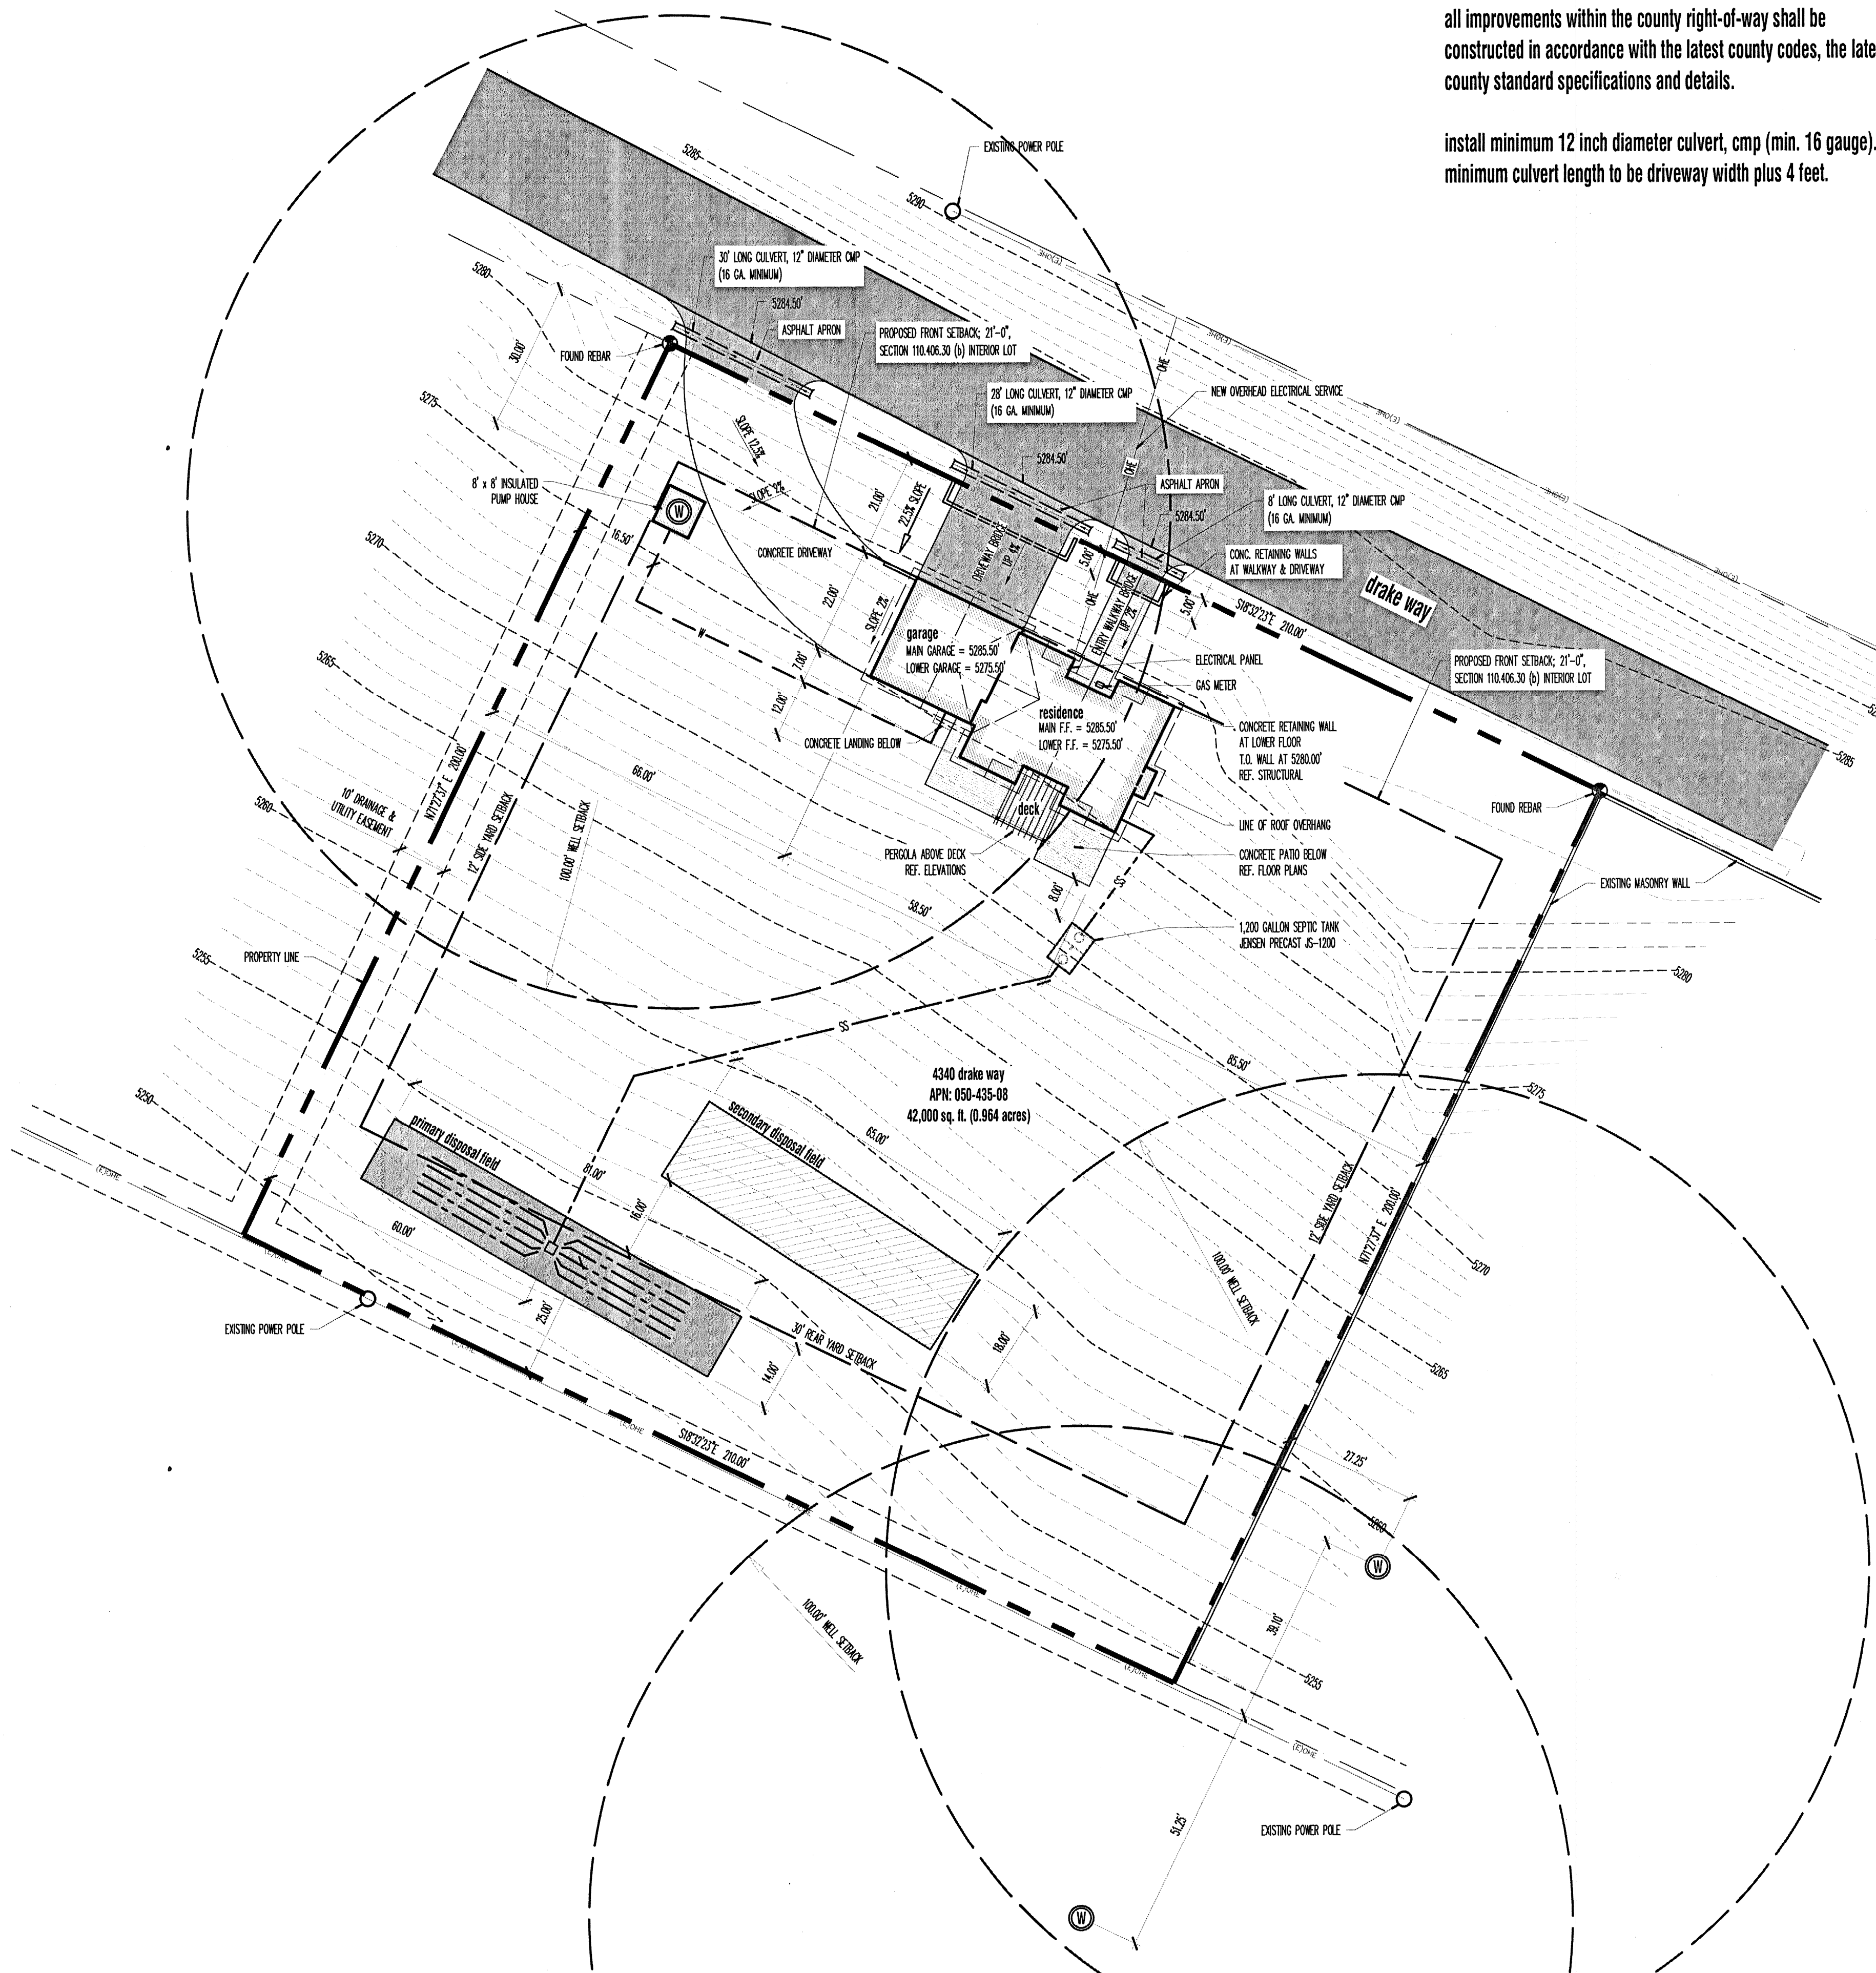 all improvements within the county right-of-way shall be
constructed in accordance with the latest county codes, the late
county standard specifications and details.
install minimum 12 inch diameter culvert, cmp (min. 16 gauge).
minimum culvert length to be driveway width plus 4 feet.
EXISTING POWER POLE
5285
5290
(E)OHE
(E)OHE
(E)OHE
(E)OHE
(E)OHE
(E)OHE
30' LONG CULVERT, 12" DIAMETER CMP
(16 GA. MINIMUM)
5280
5284.50'
ASPHALT APRON
PROPOSED FRONT SETBACK; 21'-0",
SECTION 110.406.30 (b) INTERIOR LOT
30.00'
FOUND REBAR
OHE
28' LONG CULVERT, 12" DIAMETER CMP
(16 GA. MINIMUM)
NEW OVERHEAD ELECTRICAL SERVICE
5275
SLOPE 12.5%
5284.50'
OHE
ASPHALT APRON
8' x 8' INSULATED
PUMP HOUSE
W
SLOPE 2%
21.00'
22.5% SLOPE
5284.50'
8' LONG CULVERT, 12" DIAMETER CMP
(16 GA. MINIMUM)
5270
16.50'
CONCRETE DRIVEWAY
DRIVEWAY BRIDGE
UP 4%
5.00'
OHE
ENTRY WALKWAY BRIDGE
UP 2%
CONC. RETAINING WALLS
AT WALKWAY & DRIVEWAY
drake way
5.00'
S18°32'23"E 210.00'
22.00'
SLOPE 2%
W
garage
MAIN GARAGE = 5285.50'
LOWER GARAGE = 5275.50'
5265
7.00'
ELECTRICAL PANEL
GAS METER
PROPOSED FRONT SETBACK; 21'-0",
SECTION 110.406.30 (b) INTERIOR LOT
12.00'
CONCRETE LANDING BELOW
residence
MAIN F.F. = 5285.50'
LOWER F.F. = 5275.50'
CONCRETE RETAINING WALL
AT LOWER FLOOR
T.O. WALL AT 5280.00'
REF. STRUCTURAL
5285
66.00'
N71°27'37" E 200.00'
10' DRAINAGE &
UTILITY EASEMENT
5260
12' SIDE YARD SETBACK
100.00' WELL SETBACK
deck
FOUND REBAR
LINE OF ROOF OVERHANG
PERGOLA ABOVE DECK
REF. ELEVATIONS
CONCRETE PATIO BELOW
REF. FLOOR PLANS
EXISTING MASONRY WALL
58.50'
8.00'
SS
1,200 GALLON SEPTIC TANK
JENSEN PRECAST JS-1200
5255
PROPERTY LINE
5280
SS
85.50'
4340 drake way
APN: 050-435-08
42,000 sq. ft. (0.964 acres)
5275
5250
primary disposal field
secondary disposal field
65.00'
81.00'
(E)OHE
60.00'
16.00'
12' SIDE YARD SETBACK
N71°27'37" E 200.00'
100.00' WELL SETBACK
5270
(E)OHE
EXISTING POWER POLE
25.00'
30' REAR YARD SETBACK
18.00'
14.00'
5265
(E)OHE
(E)OHE
S18°32'23"E 210.00'
27.25'
(E)OHE
5260
W
(E)OHE
100.00' WELL SETBACK
39.10'
(E)OHE
5255
(E)OHE
EXISTING POWER POLE
51.25'
W